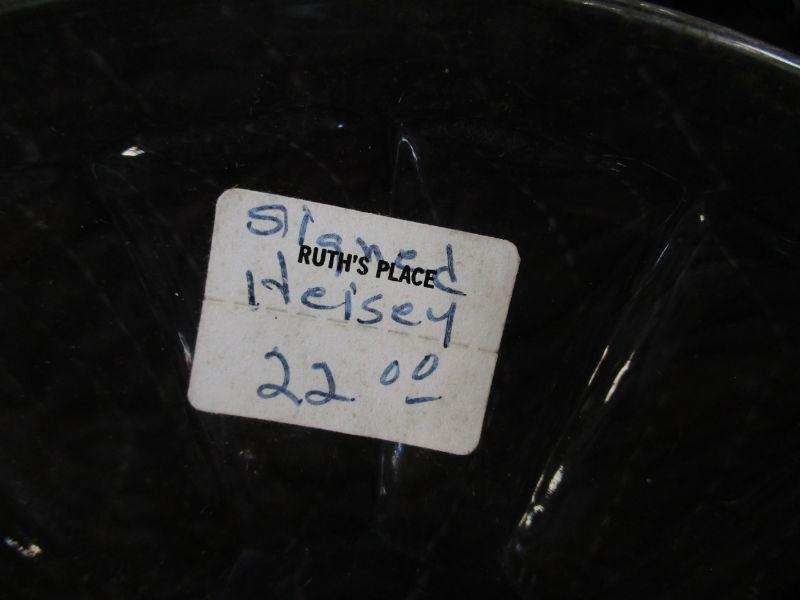 Signed
RUTH'S PLACE
Heisey
22.00